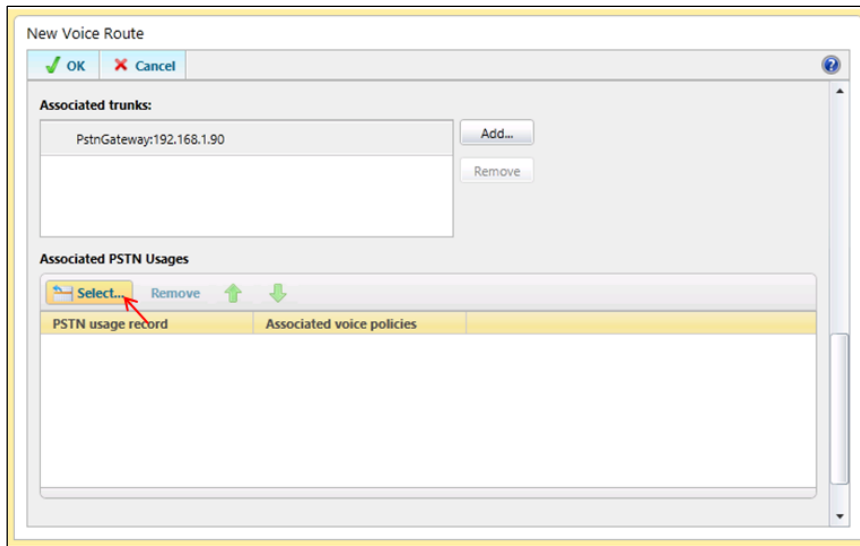 New Voice Route
OK Cancel
Associated trunks:
PstnGateway:192.168.1.90
Add...
Remove
Associated PSTN Usages
Select... Remove
PSTN usage record Associated voice policies